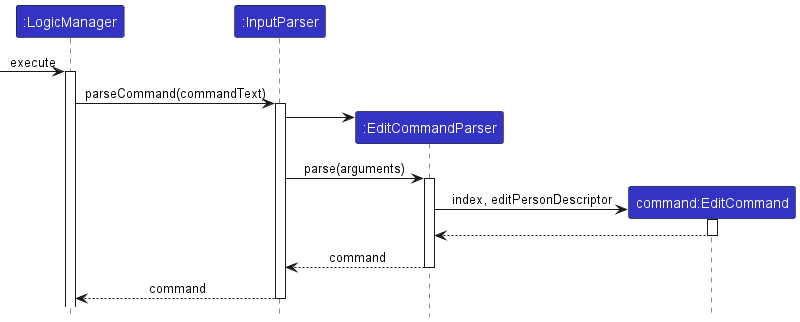 :LogicManager
:InputParser
execute
parseCommand(commandText)
:EditCommandParser
parse(arguments)
index, editPersonDescriptor
command:EditCommand
command
command